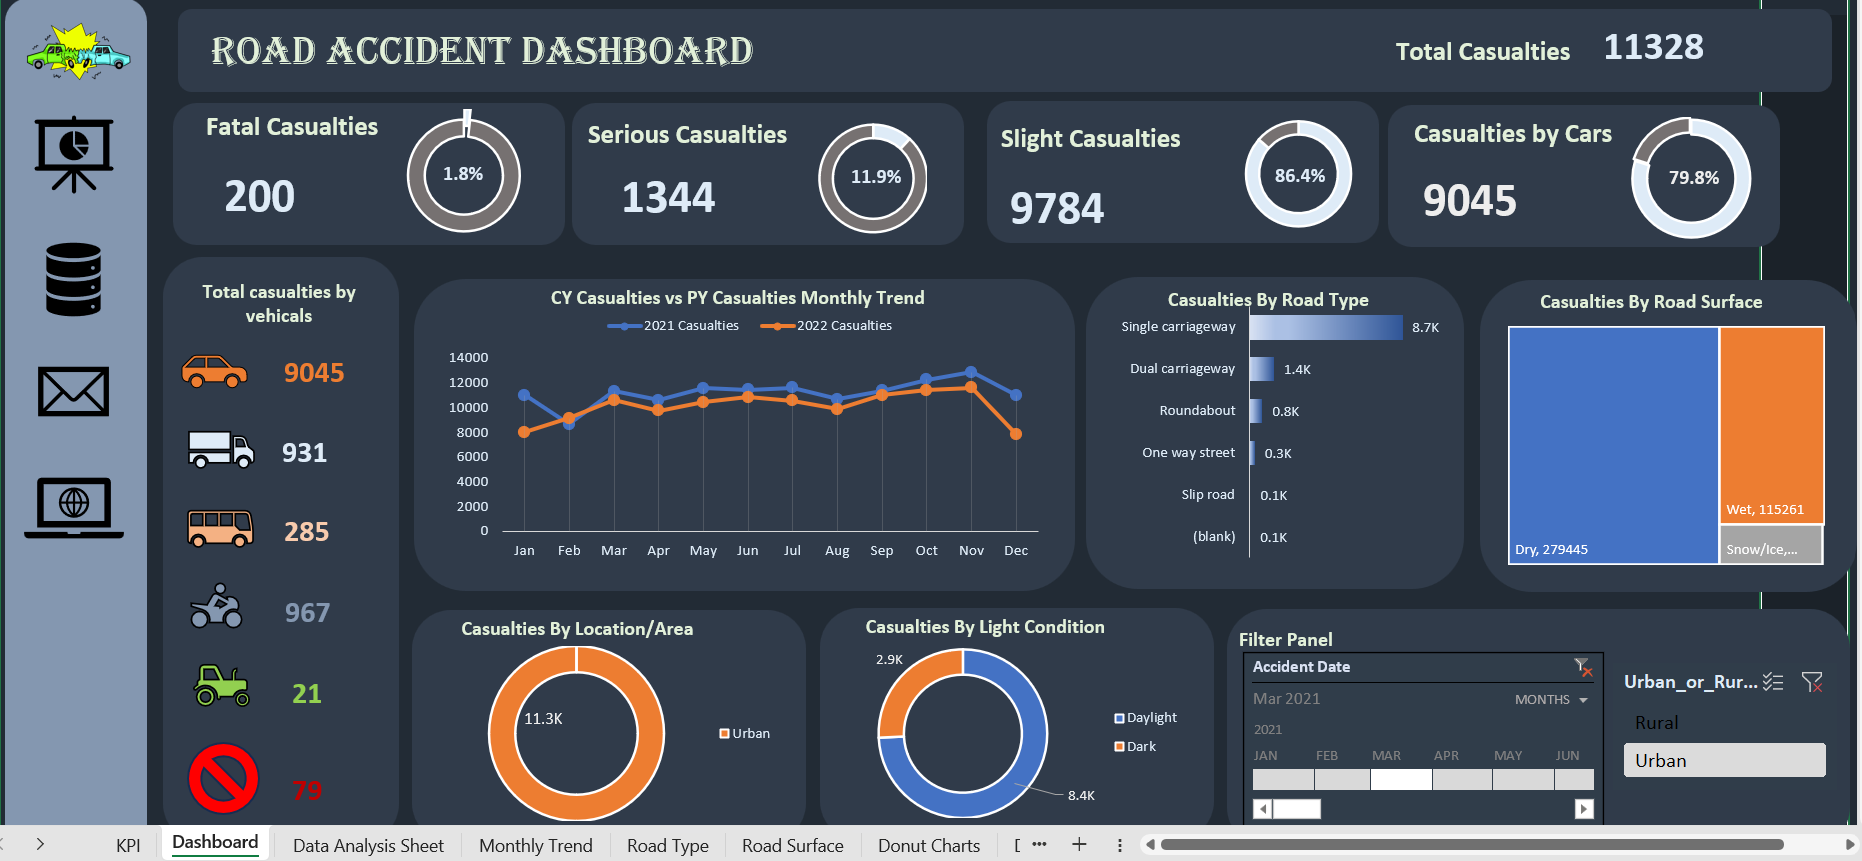 ROAD ACCIDENT DASHBOARD
Total Casualties 11328
Fatal Casualties
200
1.8%
Serious Casualties
1344
11.9%
Slight Casualties
9784
86.4%
Casualties by Cars
9045
79.8%
Total casualties by
vehicals
9045
931
285
967
21
79
CY Casualties vs PY Casualties Monthly Trend
2021 Casualties 2022 Casualties
14000
12000
10000
8000
6000
4000
2000
0
Jan Feb Mar Apr May Jun Jul Aug Sep Oct Nov Dec
Casualties By Road Type
Single carriageway 8.7K
Dual carriageway 1.4K
Roundabout 0.8K
One way street 0.3K
Slip road 0.1K
(blank) 0.1K
Casualties By Road Surface
Dry, 279445
Wet, 115261
Snow/Ice,...
Casualties By Location/Area
11.3K
Urban
Casualties By Light Condition
2.9K
8.4K
Daylight
Dark
Filter Panel
Accident Date
Mar 2021 MONTHS
2021
JAN FEB MAR APR MAY JUN
Urban_or_Rur...
Rural
Urban
KPI Dashboard Data Analysis Sheet Monthly Trend Road Type Road Surface Donut Charts